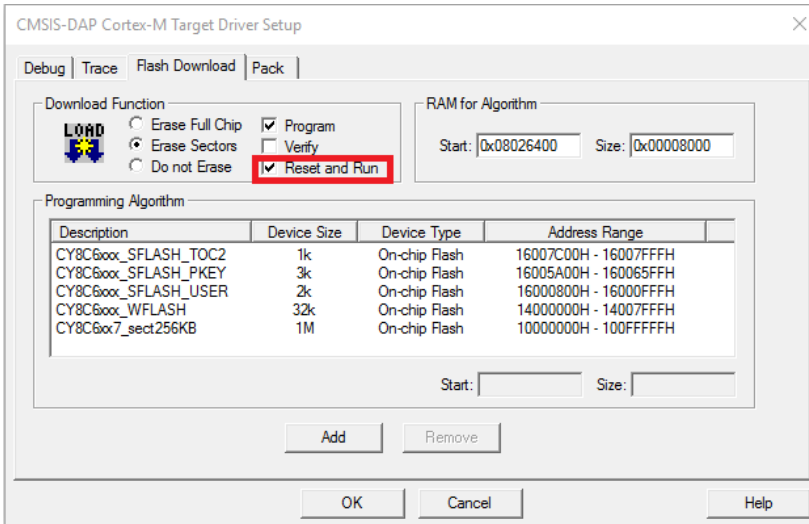 CMSIS-DAP Cortex-M Target Driver Setup
Debug Trace Flash Download Pack
Download Function
LOAD
Erase Full Chip
Erase Sectors
Do not Erase
Program
Verify
Reset and Run
RAM for Algorithm
Start: 0x08026400 Size: 0x00008000
Programming Algorithm
Description Device Size Device Type Address Range
CY8C6xxx_SFLASH_TOC2 1k On-chip Flash 16007C00H - 16007FFFH
CY8C6xxx_SFLASH_PKEY 3k On-chip Flash 16005A00H - 160065FFH
CY8C6xxx_SFLASH_USER 2k On-chip Flash 16000800H - 16000FFFH
CY8C6xxx_WFLASH 32k On-chip Flash 14000000H - 14007FFFH
CY8C6xx7_sect256KB 1M On-chip Flash 10000000H - 100FFFFFH
Start: Size:
Add Remove
OK Cancel Help